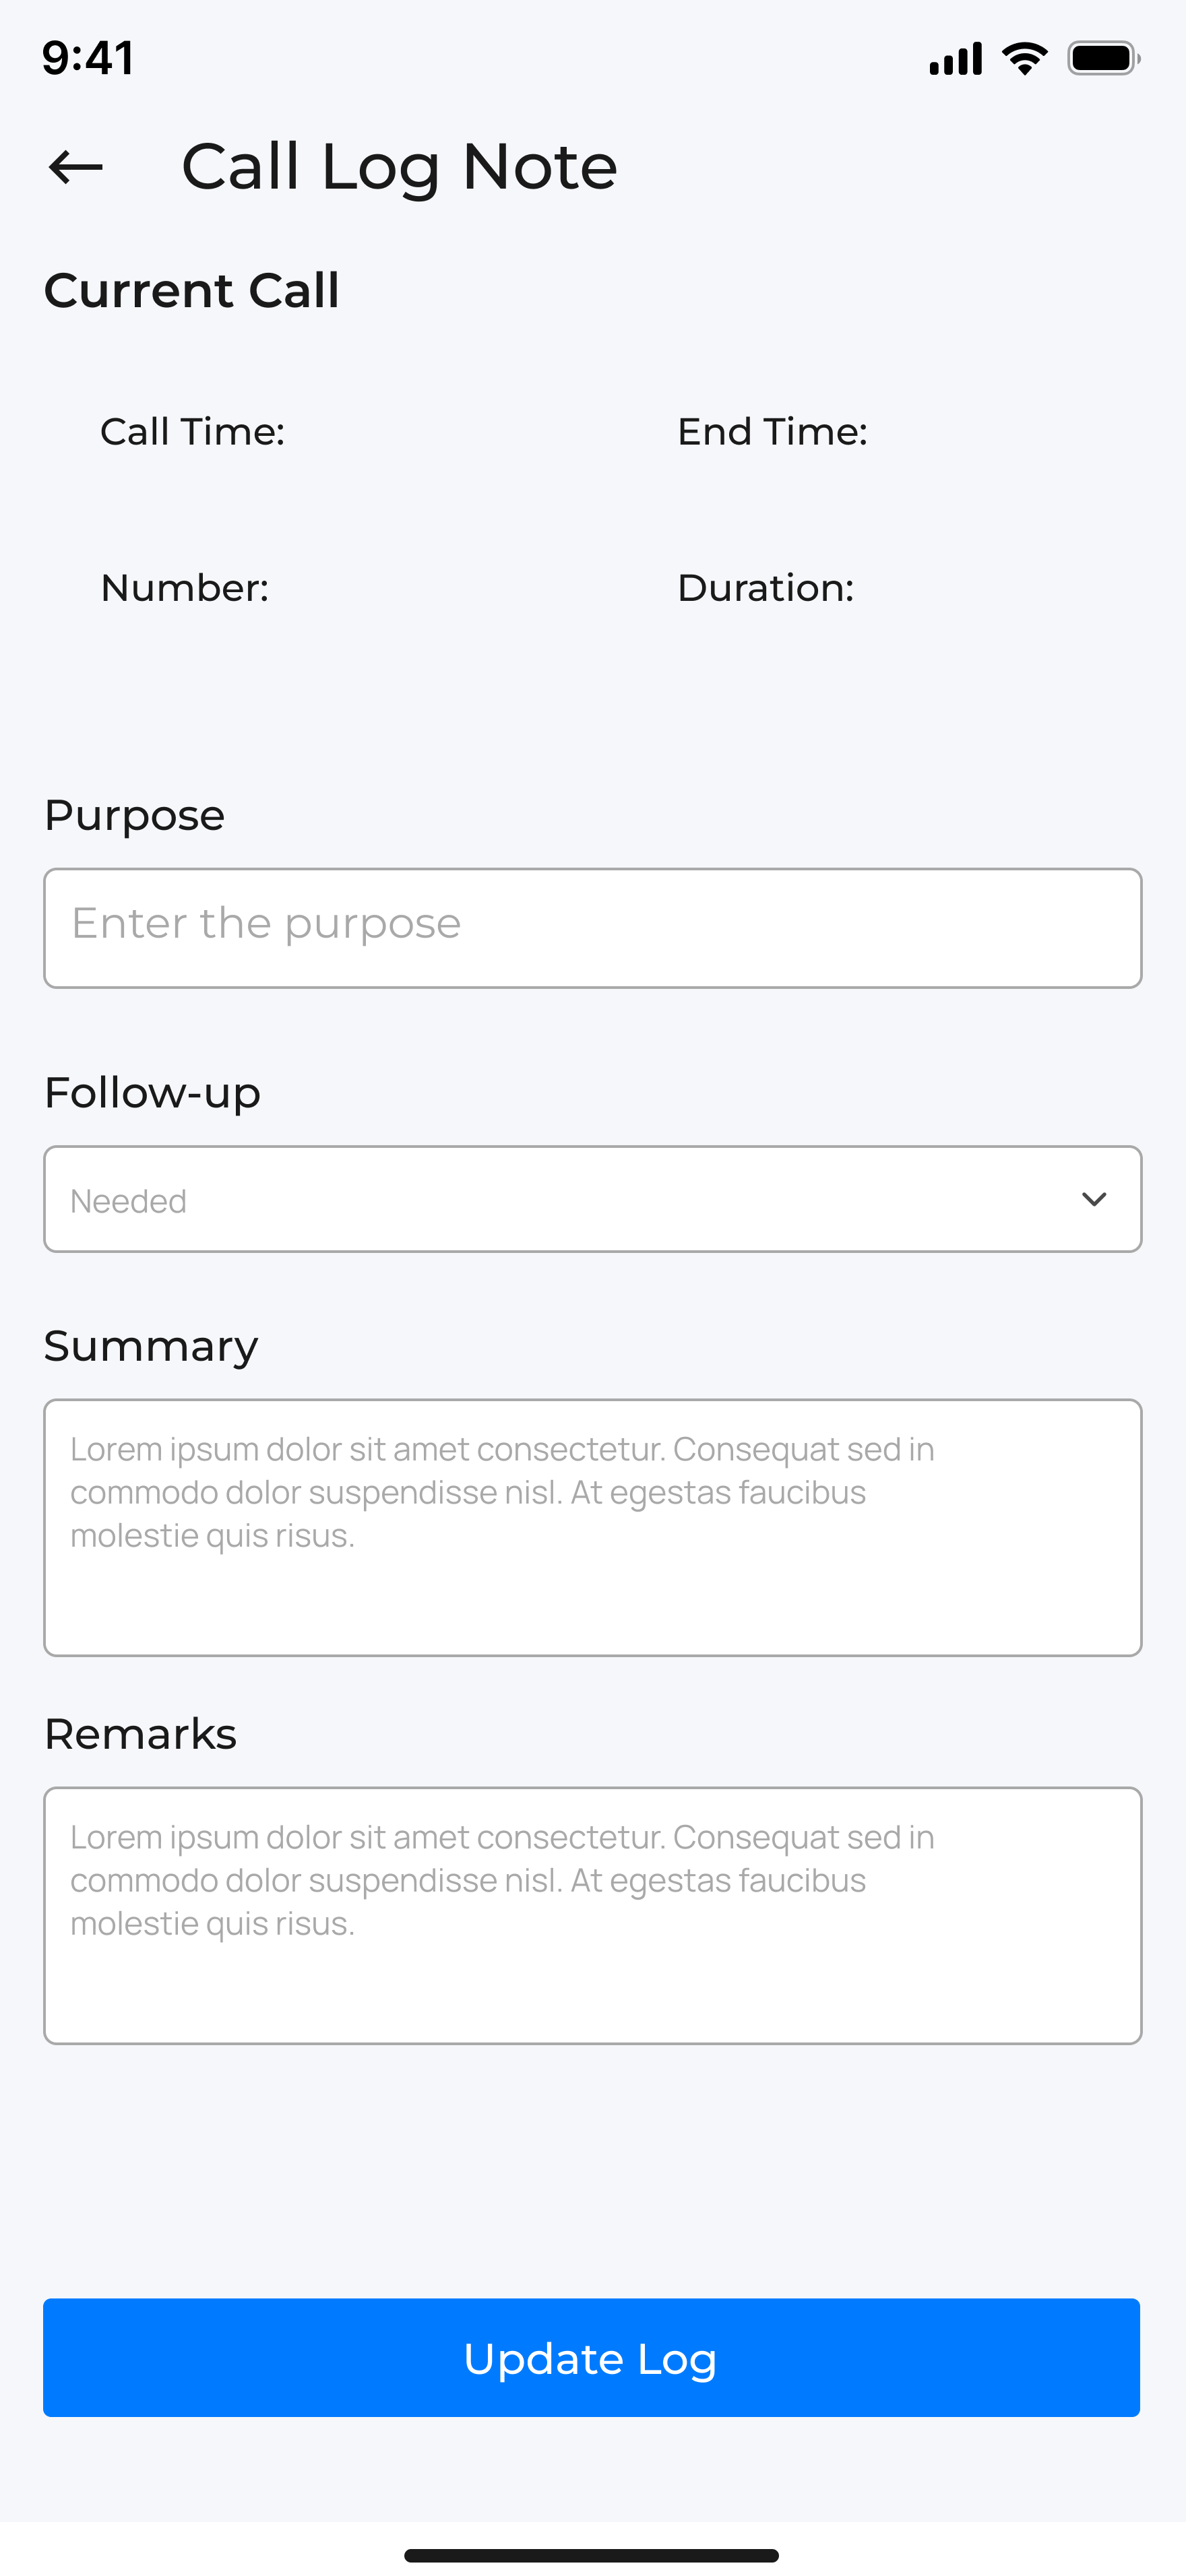 9:41
Call Log Note
Current Call
Call Time:
End Time:
Number:
Duration:
Purpose
Enter the purpose
Follow-up
Needed
Summary
Lorem ipsum dolor sit amet consectetur. Consequat sed in
commodo dolor suspendisse nisl. At egestas faucibus
molestie quis risus.
Remarks
Lorem ipsum dolor sit amet consectetur. Consequat sed in
commodo dolor suspendisse nisl. At egestas faucibus
molestie quis risus.
Update Log